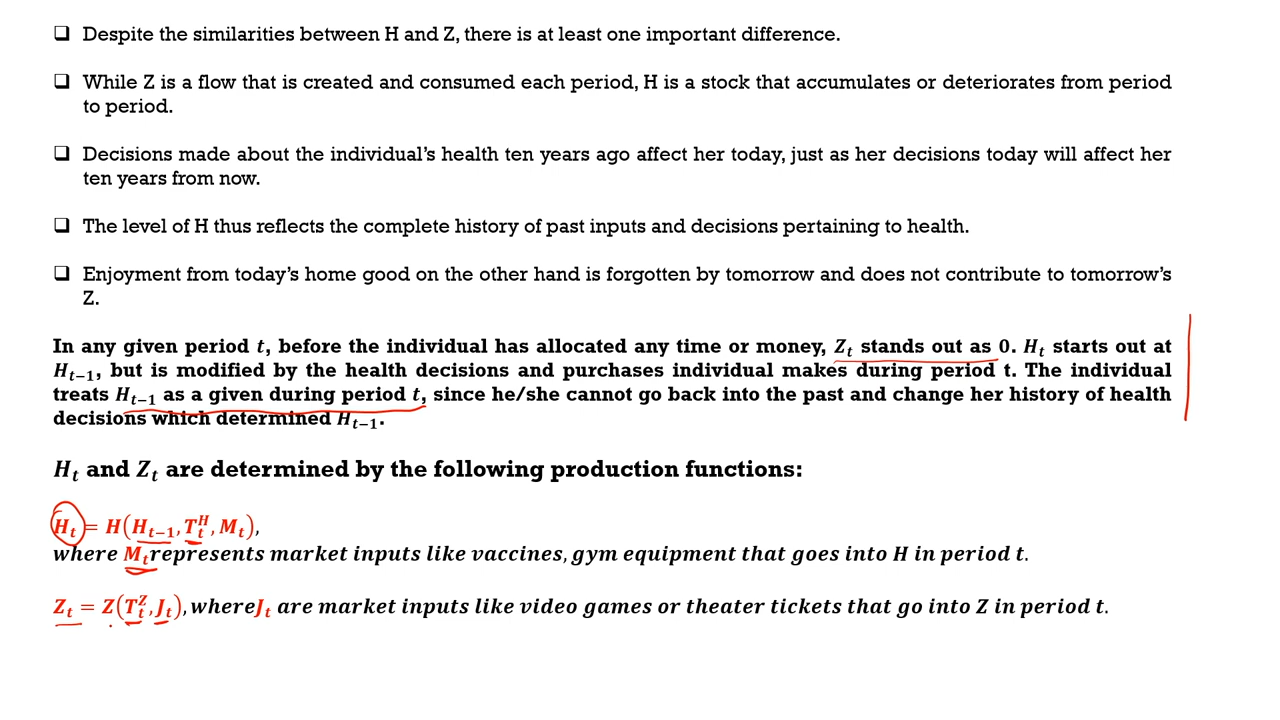 ❑ Despite the similarities between H and Z, there is at least one important difference.
❑ While Z is a flow that is created and consumed each period, H is a stock that accumulates or deteriorates from period
to period.
❑ Decisions made about the individual's health ten years ago affect her today, just as her decisions today will affect her
ten years from now.
❑ The level of H thus reflects the complete history of past inputs and decisions pertaining to health.
❑ Enjoyment from today's home good on the other hand is forgotten by tomorrow and does not contribute to tomorrow's
Z.
In any given period t, before the individual has allocated any time or money, Z_t stands out as 0. H_t starts out at
H_{t−1}, but is modified by the health decisions and purchases individual makes during period t. The individual
treats H_{t−1} as a given during period t, since he/she cannot go back into the past and change her history of health
decisions which determined H_{t−1}.
H_t and Z_t are determined by the following production functions:
H_t = H(H_{t−1}, T_t^H, M_t),
where M_t represents market inputs like vaccines, gym equipment that goes into H in period t.
Z_t = Z(T_t^Z, J_t), where J_t are market inputs like video games or theater tickets that go into Z in period t.